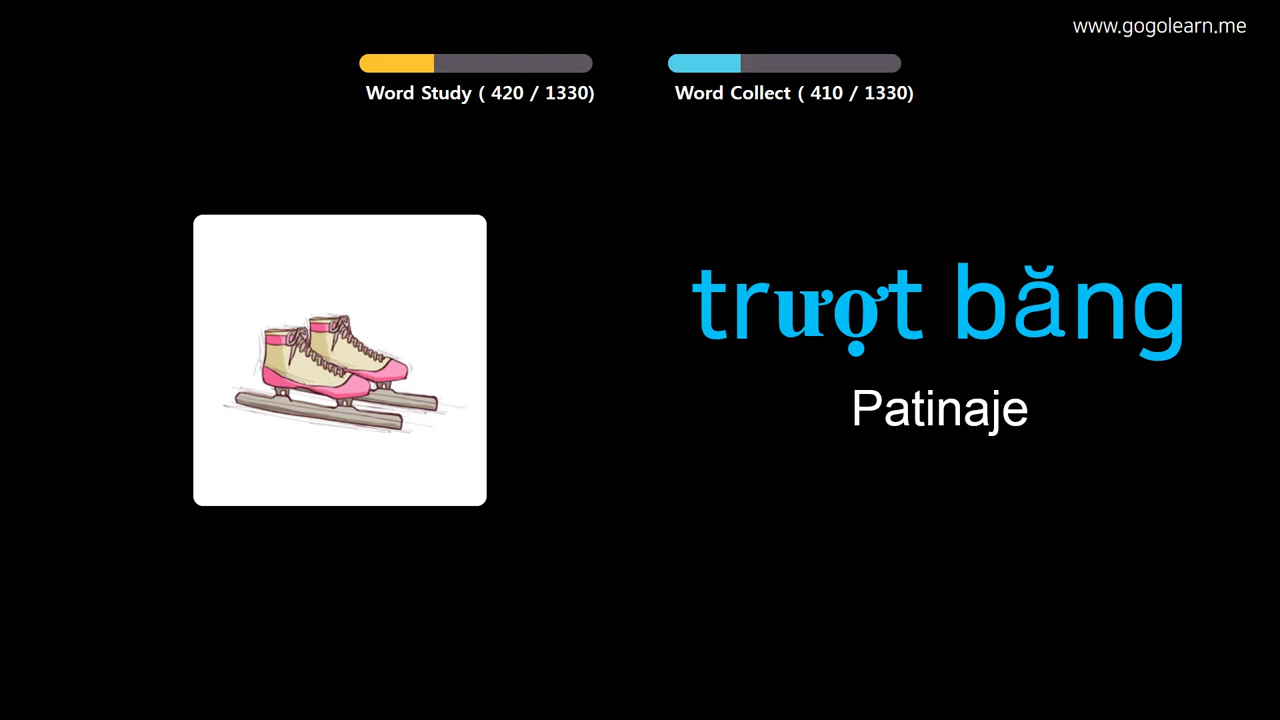 www.gogolearn.me
Word Study ( 420 / 1330)
Word Collect ( 410 / 1330)
trượt băng
Patinaje